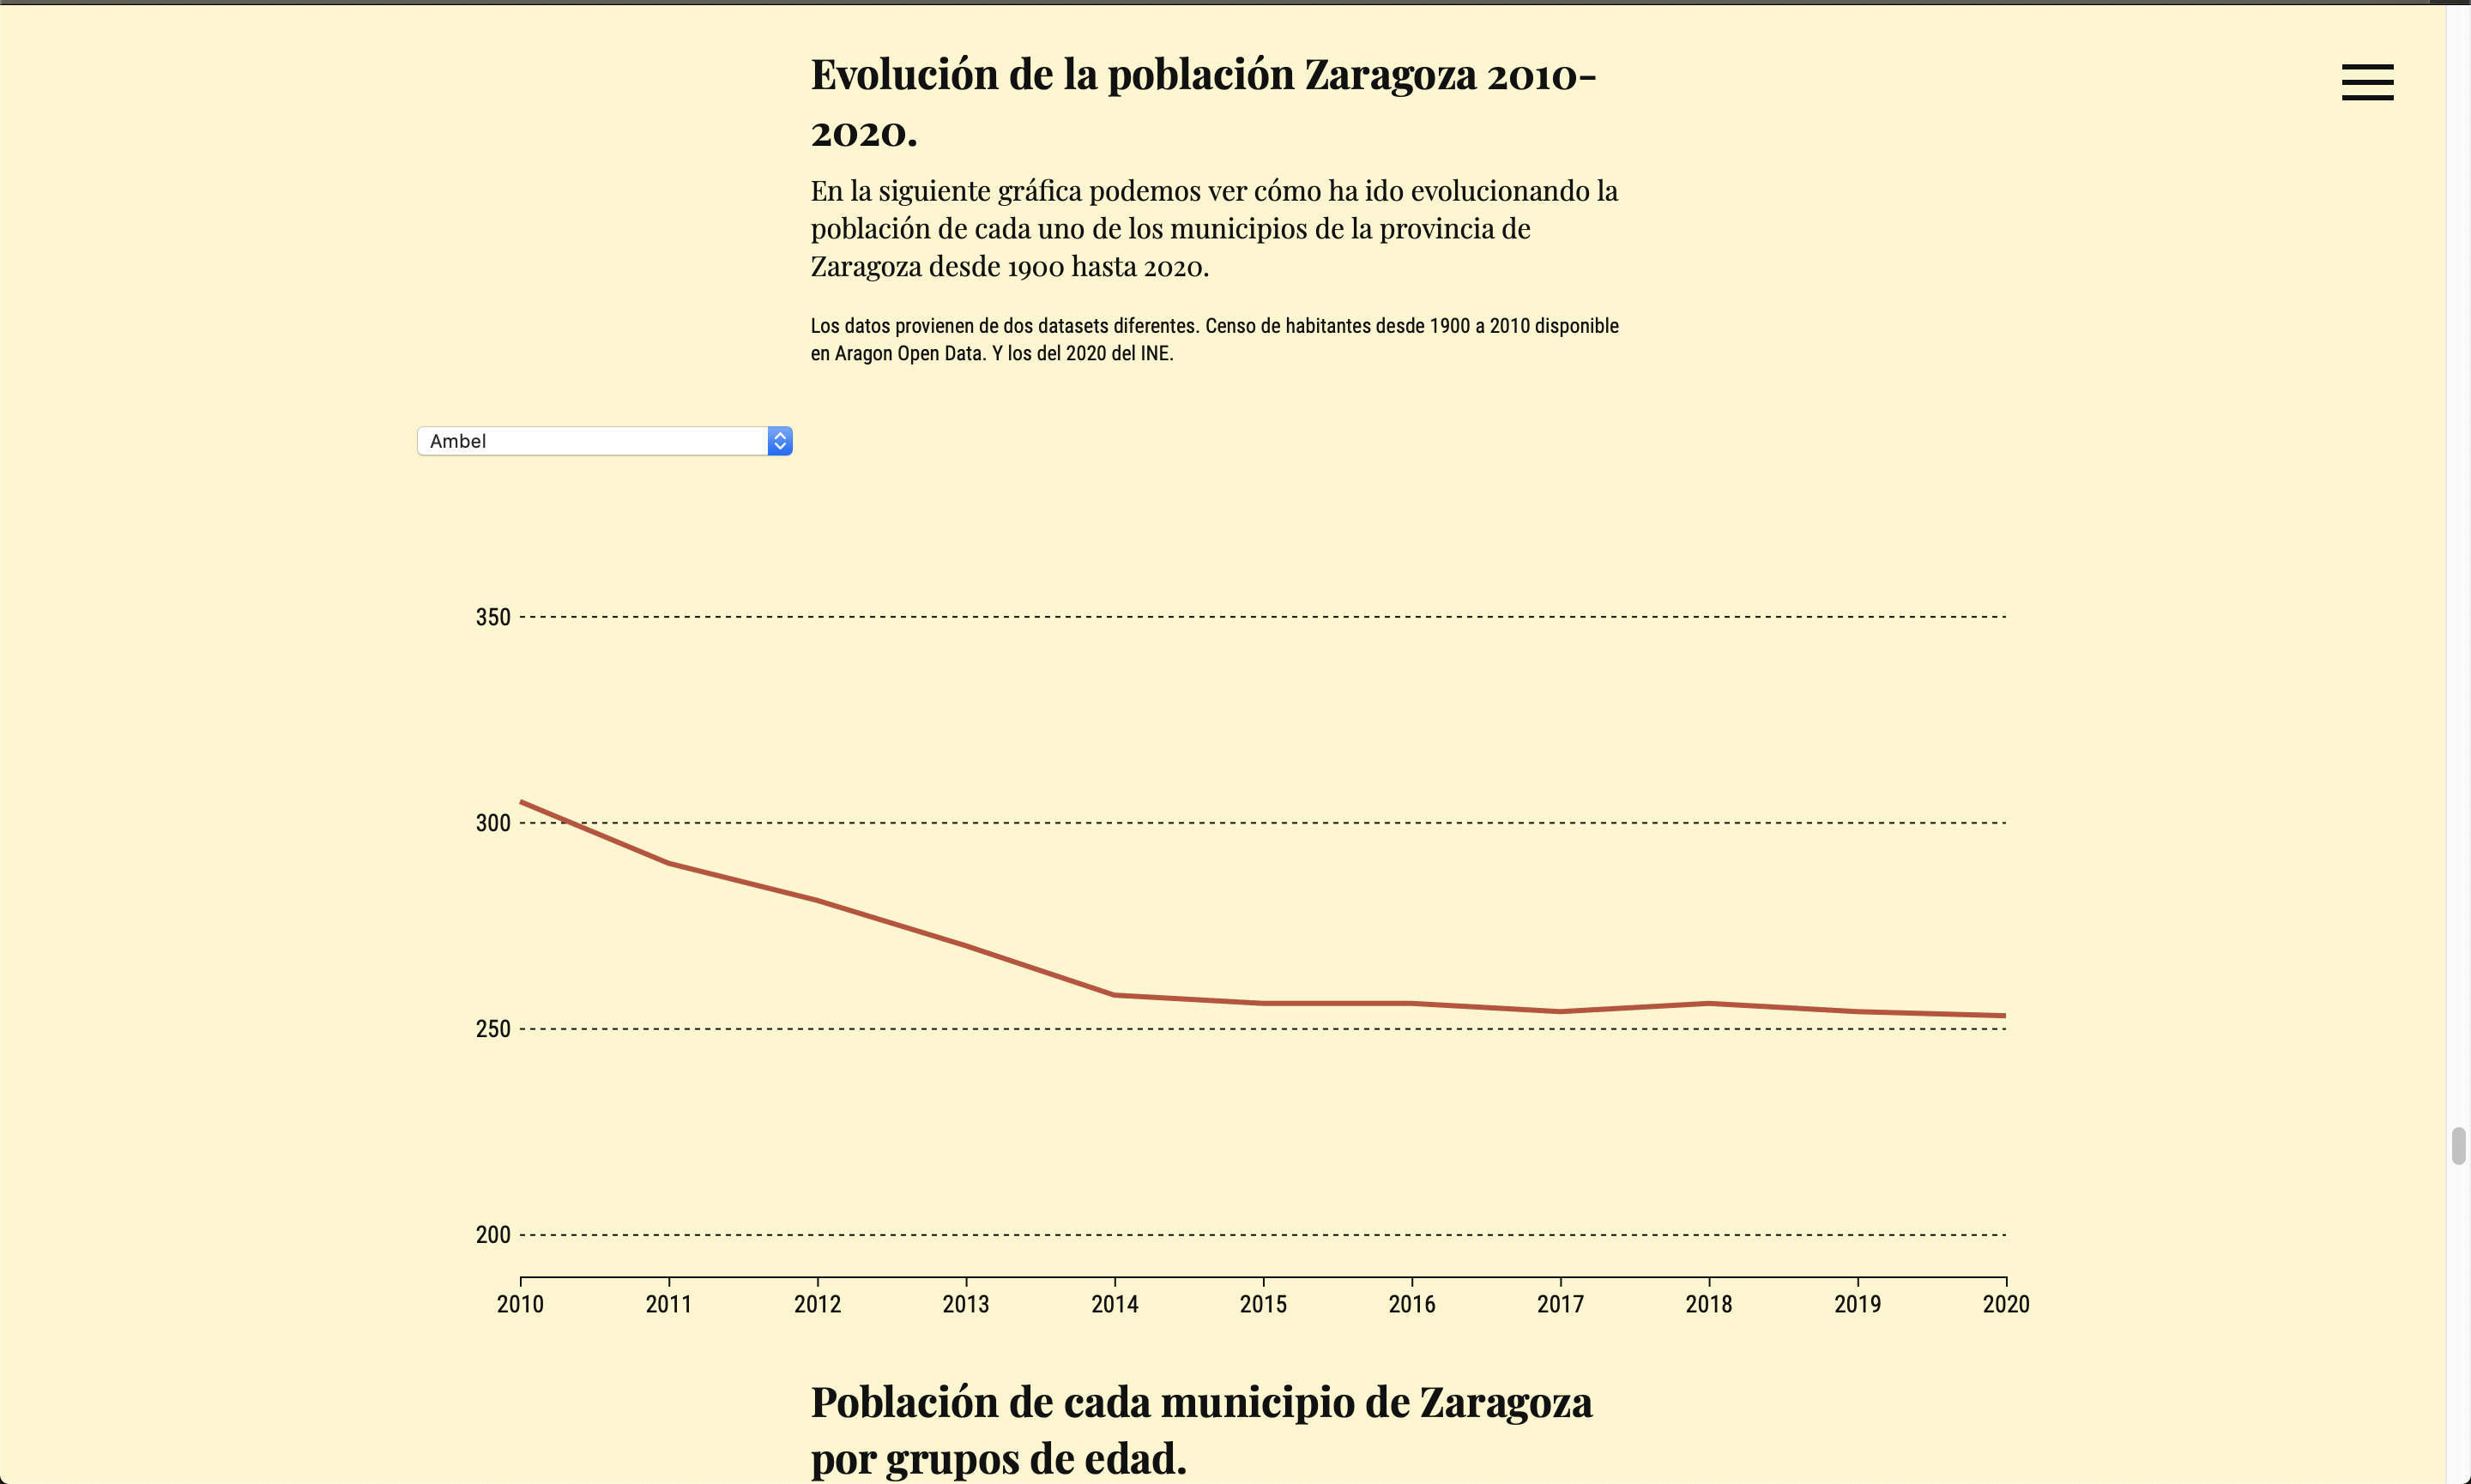 Evolución de la población Zaragoza 2010-
2020.
En la siguiente gráfica podemos ver cómo ha ido evolucionando la
población de cada uno de los municipios de la provincia de
Zaragoza desde 1900 hasta 2020.
Los datos provienen de dos datasets diferentes. Censo de habitantes desde 1900 a 2010 disponible
en Aragon Open Data. Y los del 2020 del INE.
Ambel
350
300
250
200
2010 2011 2012 2013 2014 2015 2016 2017 2018 2019 2020
Población de cada municipio de Zaragoza
por grupos de edad.